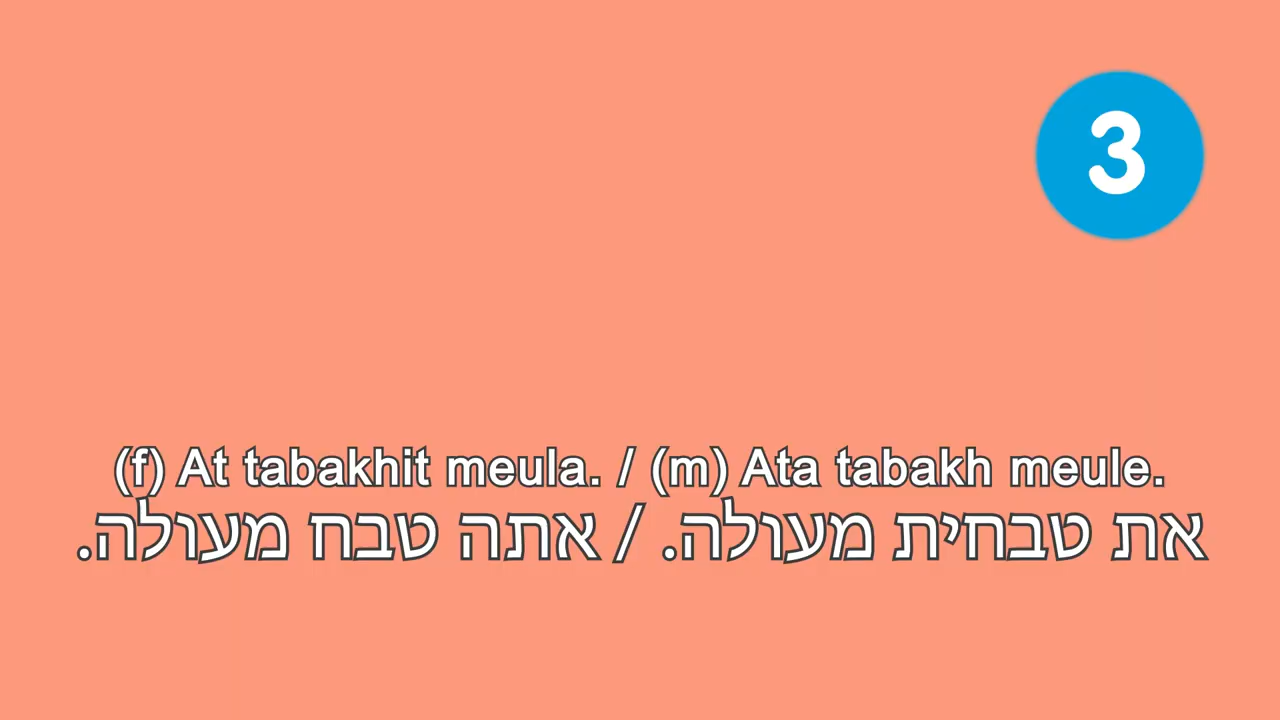 3
(f) At tabakhit meula. / (m) Ata tabakh meule.
את טבחית מעולה. / אתה טבח מעולה.